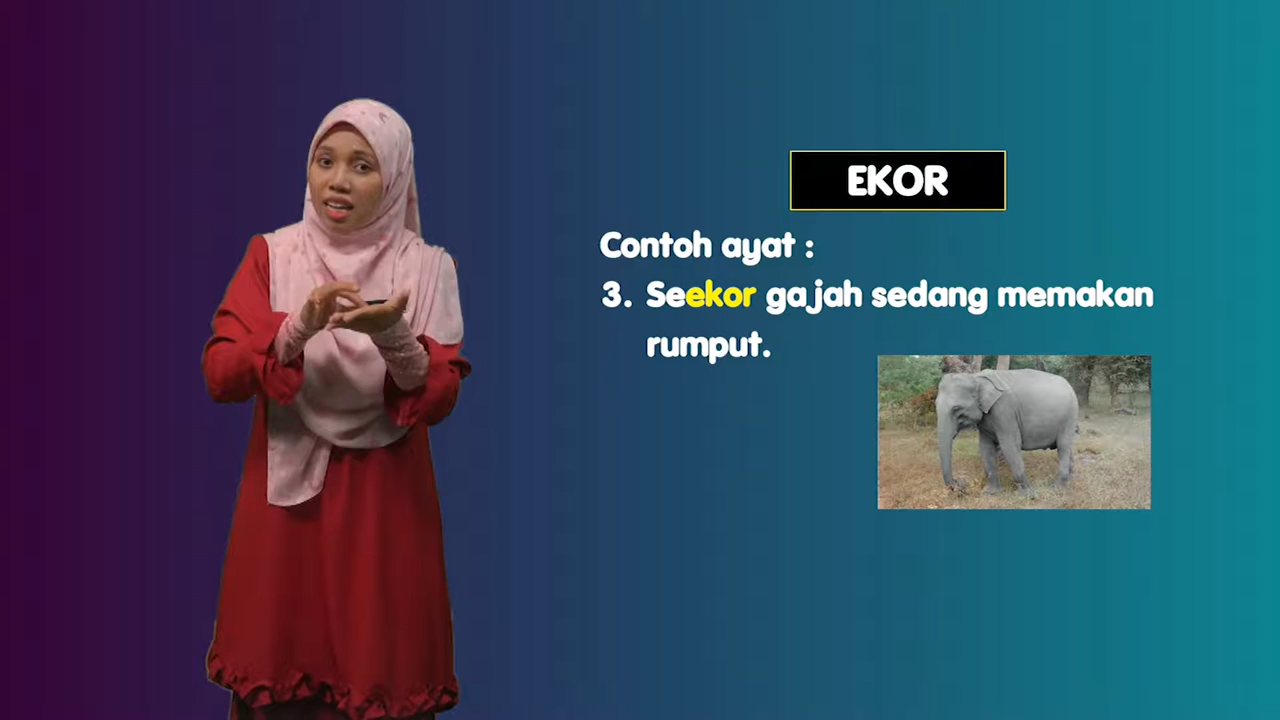 EKOR
Contoh ayat :
3. Seekor gajah sedang memakan
rumput.